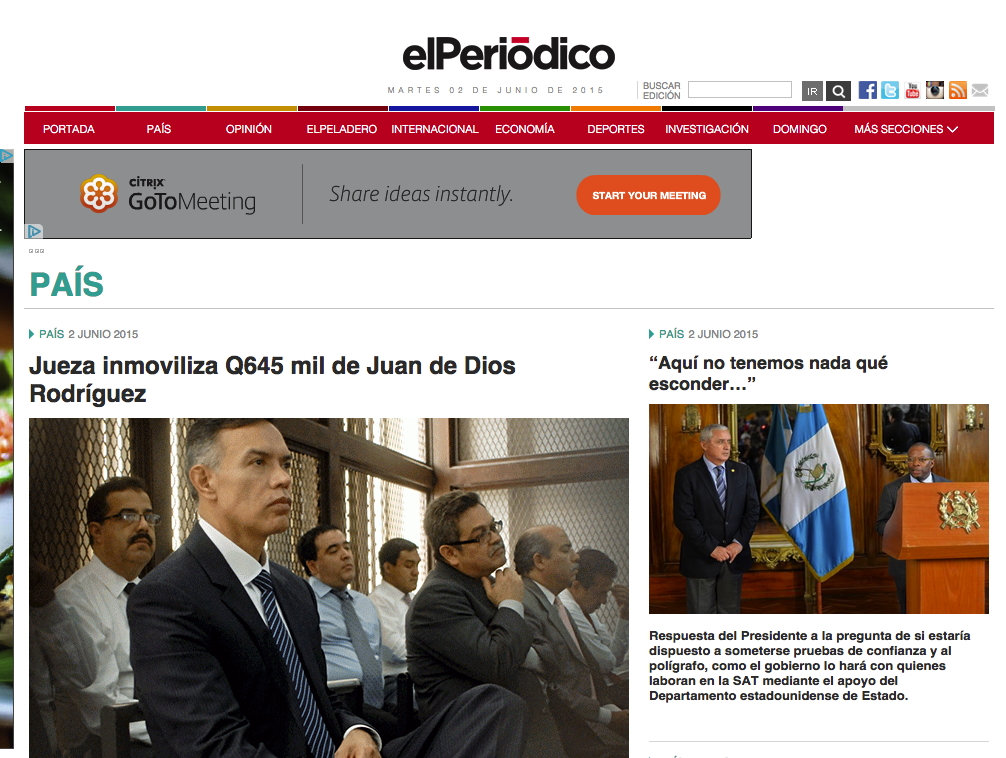 elPeriódico
MARTES 02 DE JUNIO DE 2015
BUSCAR
EDICIÓN
IR
You
Tube
PORTADA
PAÍS
OPINIÓN
ELPELADERO
INTERNACIONAL
ECONOMÍA
DEPORTES
INVESTIGACIÓN
DOMINGO
MÁS SECCIONES
CITRIX
GoToMeeting
Share ideas instantly.
START YOUR MEETING
PAÍS
PAÍS 2 JUNIO 2015
Jueza inmoviliza Q645 mil de Juan de Dios
Rodríguez
PAÍS 2 JUNIO 2015
“Aquí no tenemos nada qué
esconder…”
Respuesta del Presidente a la pregunta de si estaría
dispuesto a someterse pruebas de confianza y al
polígrafo, como el gobierno lo hará con quienes
laboran en la SAT mediante el apoyo del
Departamento estadounidense de Estado.